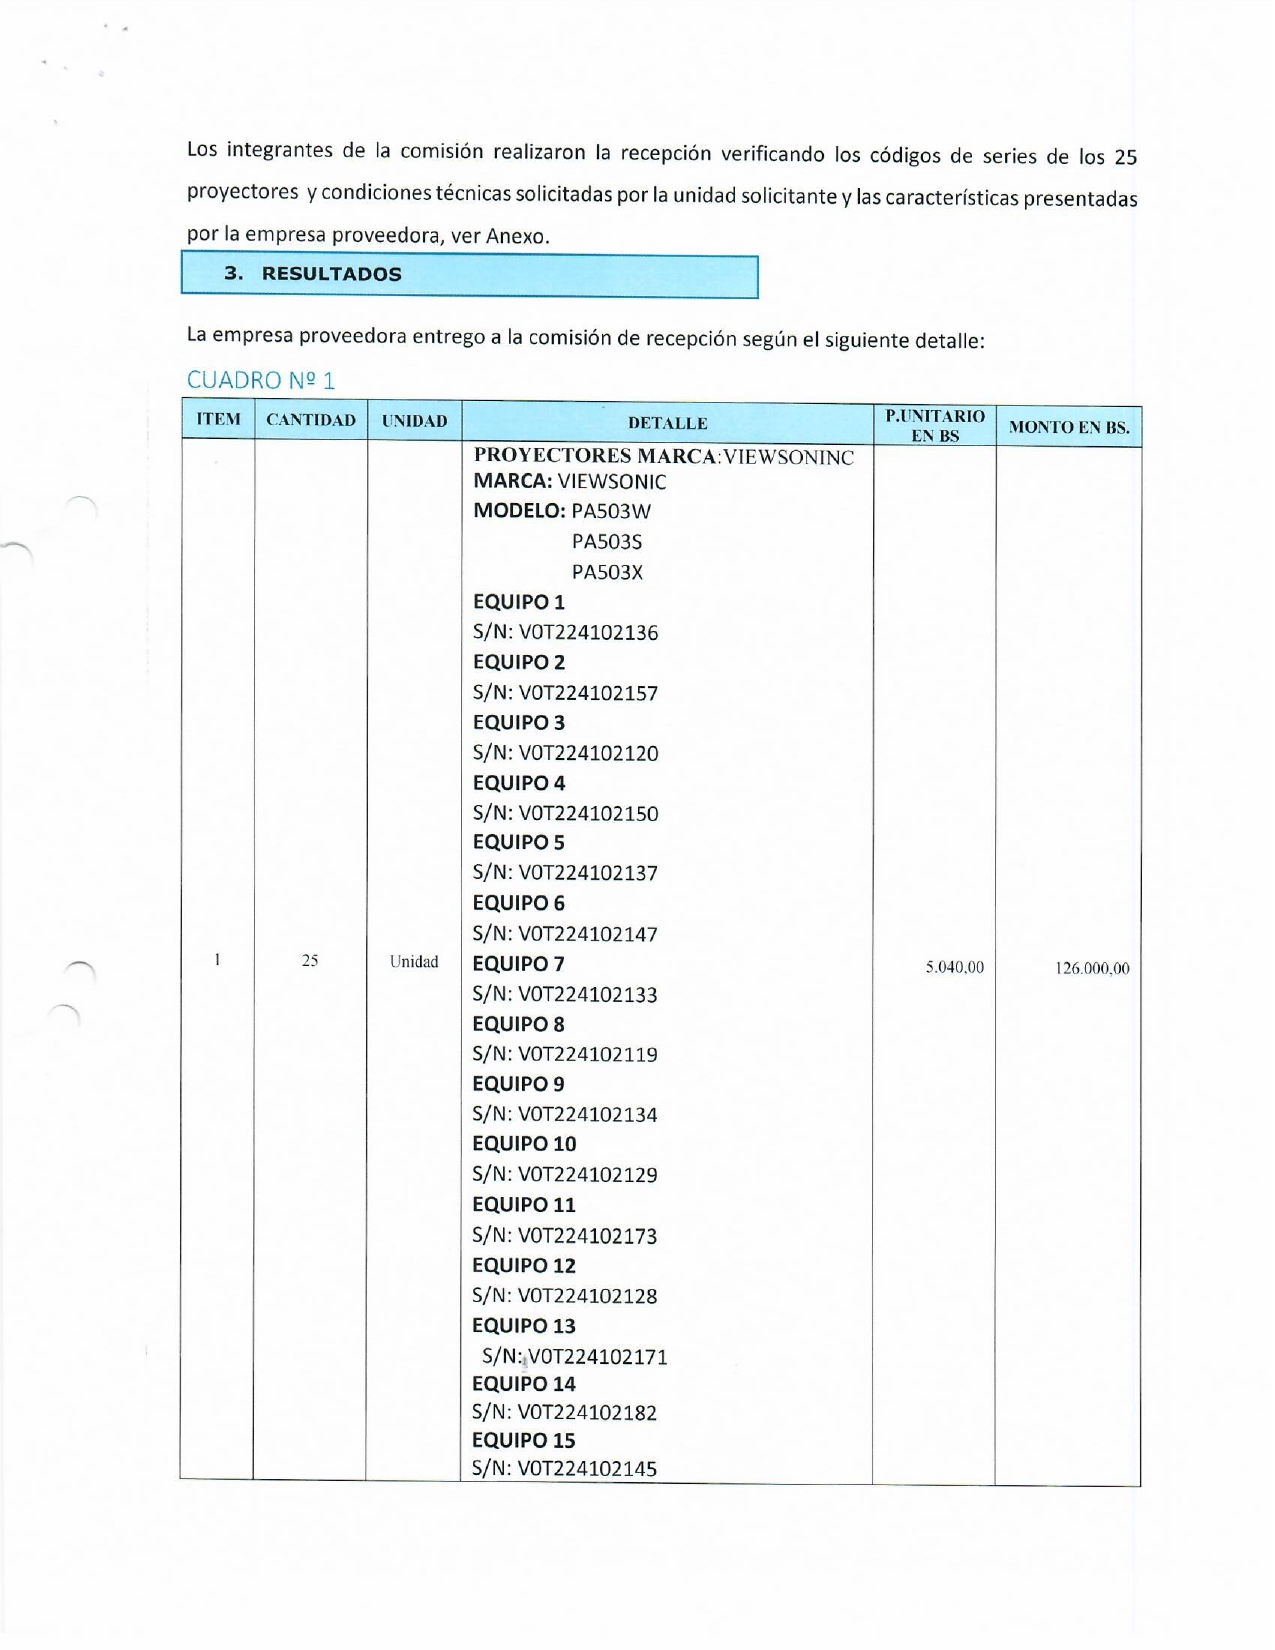 Los integrantes de la comisión realizaron la recepción verificando los códigos de series de los 25
proyectores y condiciones técnicas solicitadas por la unidad solicitante y las características presentadas
por la empresa proveedora, ver Anexo.
3. RESULTADOS
La empresa proveedora entrego a la comisión de recepción según el siguiente detalle:
CUADRO Nº 1
ITEM CANTIDAD UNIDAD DETALLE P.UNITARIO EN BS MONTO EN BS.
PROYECTORES MARCA:VIEWSONINC
MARCA: VIEWSONIC
MODELO: PA503W
PA503S
PA503X
EQUIPO 1
S/N: V0T224102136
EQUIPO 2
S/N: V0T224102157
EQUIPO 3
S/N: V0T224102120
EQUIPO 4
S/N: V0T224102150
EQUIPO 5
S/N: V0T224102137
EQUIPO 6
S/N: V0T224102147
1 25 Unidad EQUIPO 7 5.040,00 126.000,00
S/N: V0T224102133
EQUIPO 8
S/N: V0T224102119
EQUIPO 9
S/N: V0T224102134
EQUIPO 10
S/N: V0T224102129
EQUIPO 11
S/N: V0T224102173
EQUIPO 12
S/N: V0T224102128
EQUIPO 13
S/N: V0T224102171
EQUIPO 14
S/N: V0T224102182
EQUIPO 15
S/N: V0T224102145